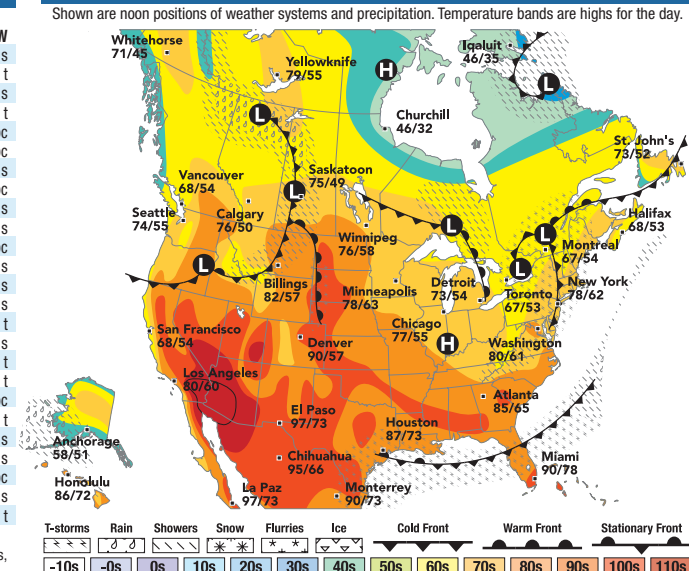 Shown are noon positions of weather systems and precipitation. Temperature bands are highs for the day.
W
s
t
s
t
oc
oc
s
oc
s
s
oc
s
s
s
t
s
t
t
oc
t
s
s
oc
s
t
s,
Whitehorse
71/45
Yellowknife
79/55
Iqaluit
46/35
H
L
L
Churchill
46/32
St. John's
73/52
Vancouver
68/54
Saskatoon
75/49
L
Seattle
74/55
Calgary
76/50
Winnipeg
76/58
L
L
Halifax
68/53
Montreal
67/54
L
L
Billings
82/57
Minneapolis
78/63
Detroit
73/54
Toronto
67/53
New York
78/62
San Francisco
68/54
Denver
90/57
Chicago
77/55
H
Washington
80/61
Los Angeles
80/60
Atlanta
85/65
El Paso
97/73
Houston
87/73
Anchorage
58/51
Chihuahua
95/66
Miami
90/78
Honolulu
86/72
La Paz
97/73
Monterrey
90/73
T-storms Rain Showers Snow Flurries Ice Cold Front Warm Front Stationary Front
-10s -0s 0s 10s 20s 30s 40s 50s 60s 70s 80s 90s 100s 110s